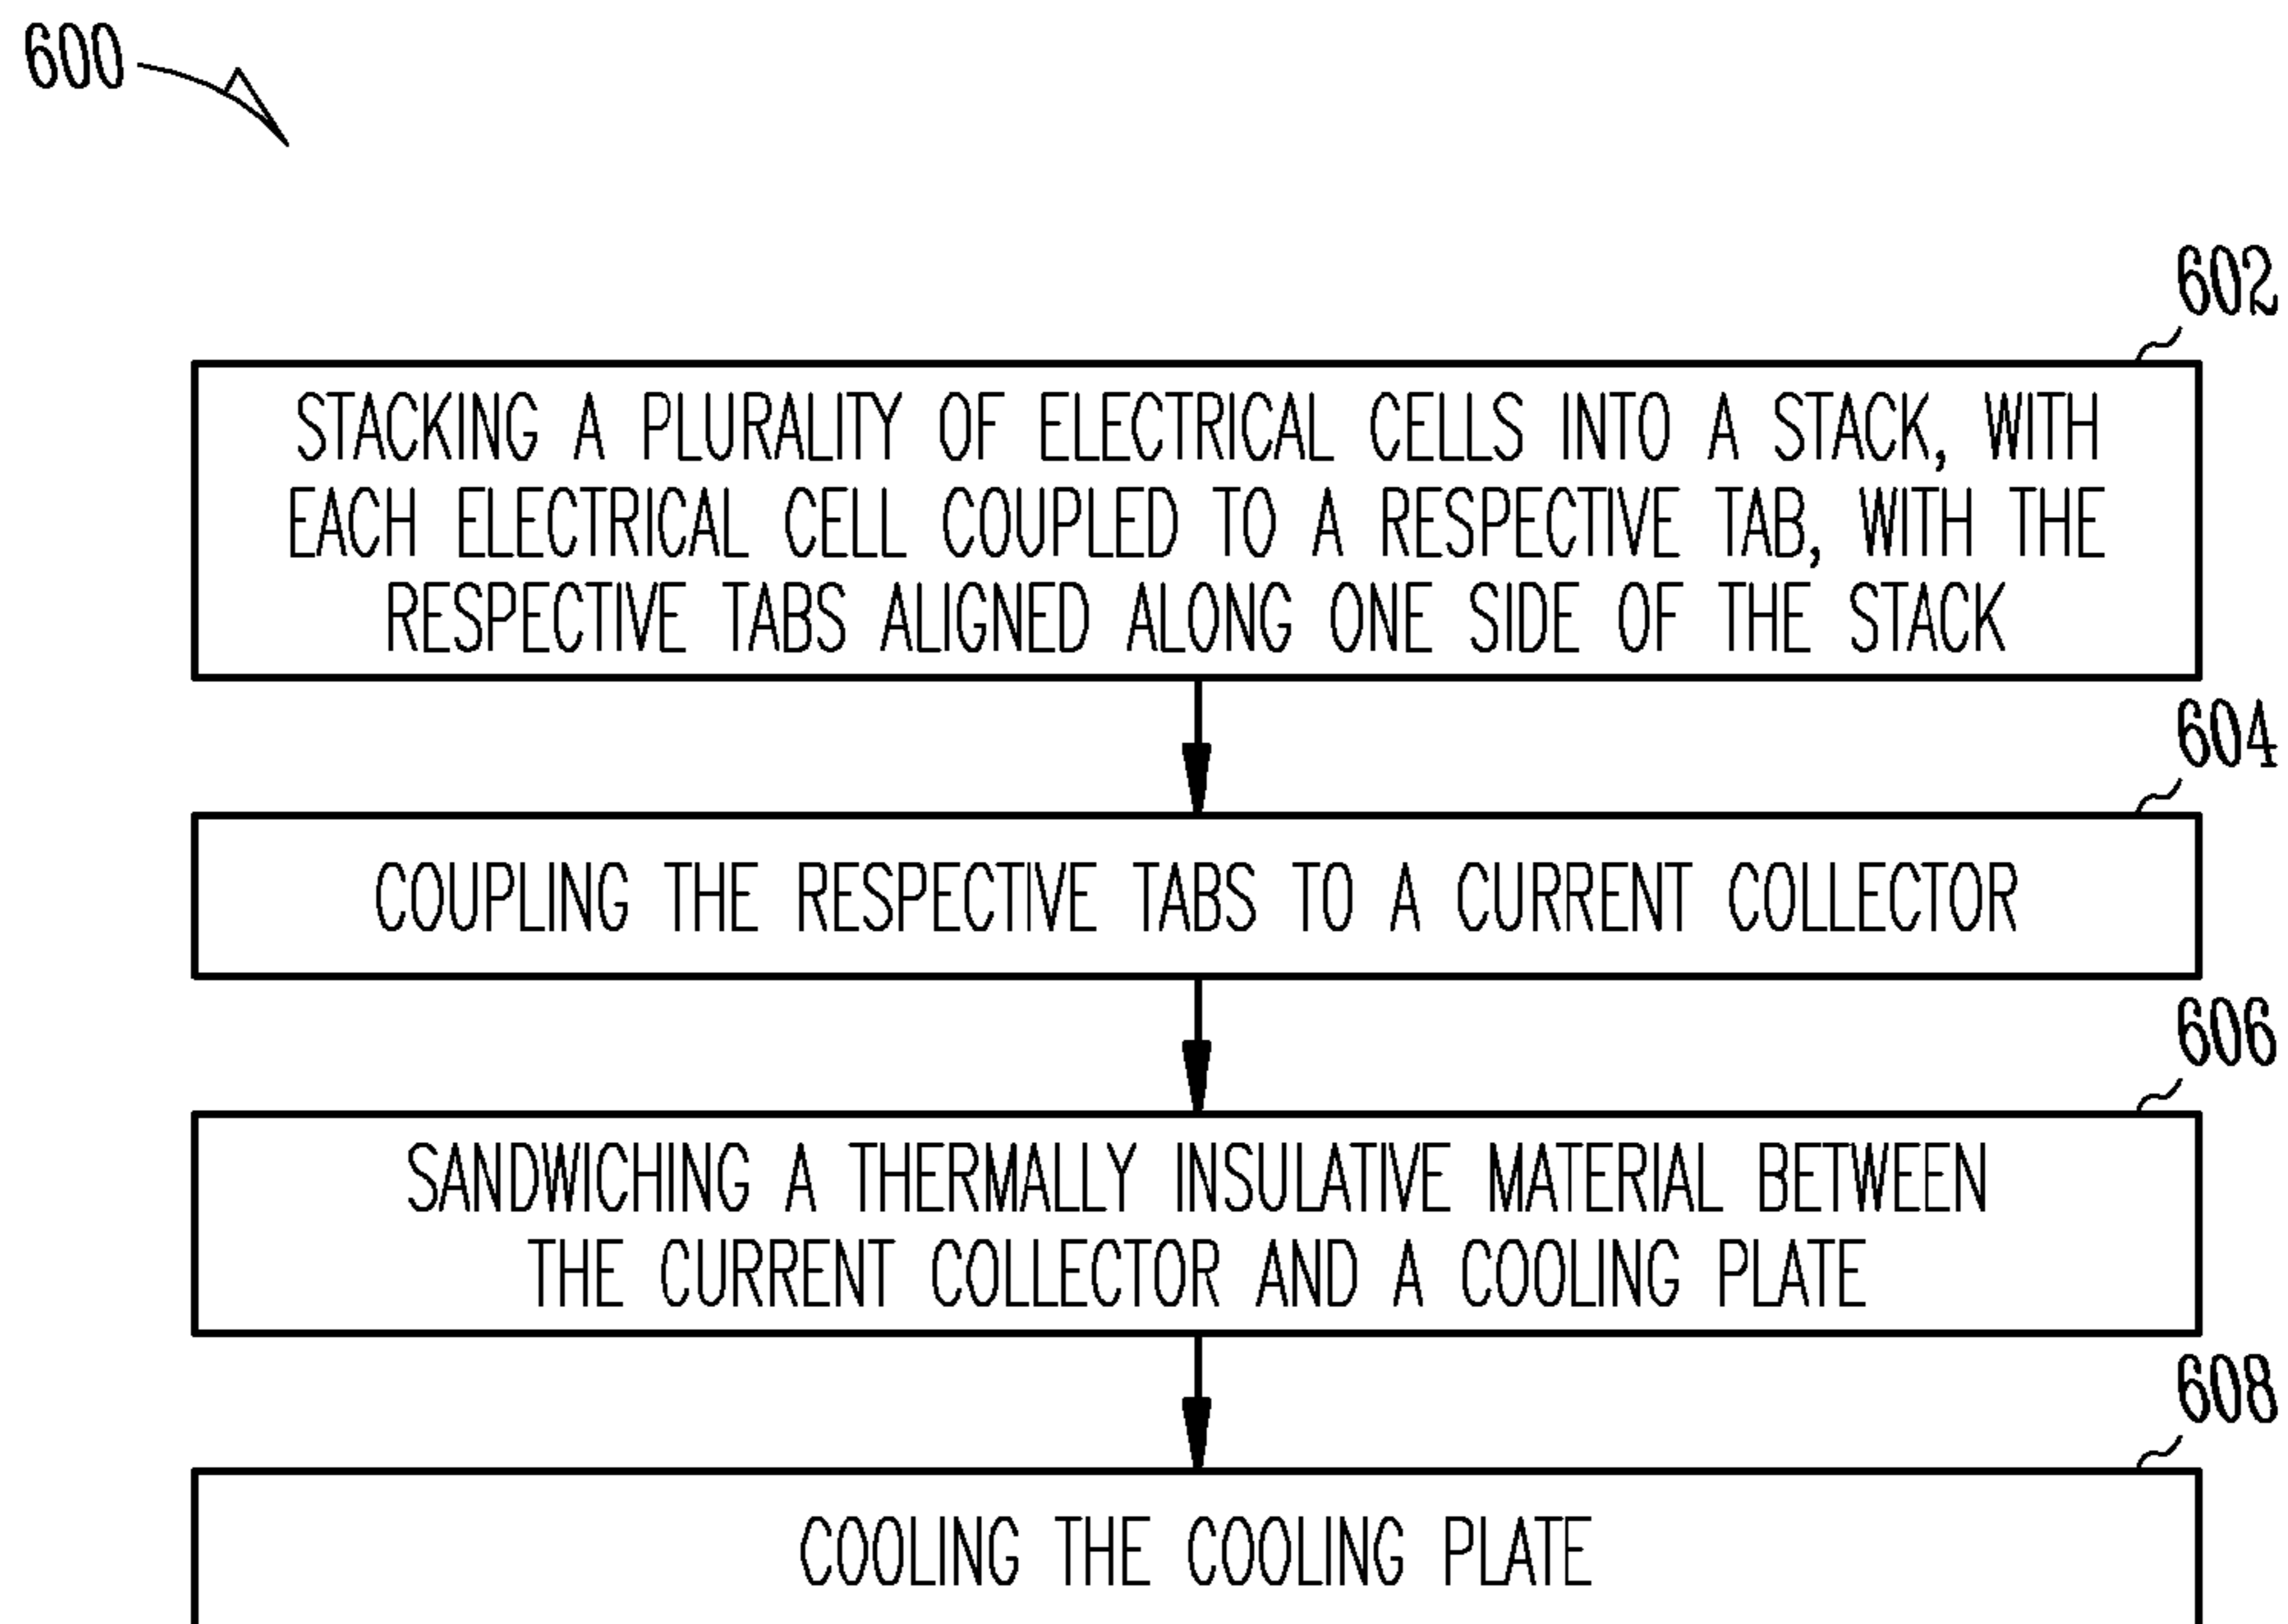 600
602
STACKING A PLURALITY OF ELECTRICAL CELLS INTO A STACK, WITH
EACH ELECTRICAL CELL COUPLED TO A RESPECTIVE TAB, WITH THE
RESPECTIVE TABS ALIGNED ALONG ONE SIDE OF THE STACK
604
COUPLING THE RESPECTIVE TABS TO A CURRENT COLLECTOR
606
SANDWICHING A THERMALLY INSULATIVE MATERIAL BETWEEN
THE CURRENT COLLECTOR AND A COOLING PLATE
608
COOLING THE COOLING PLATE